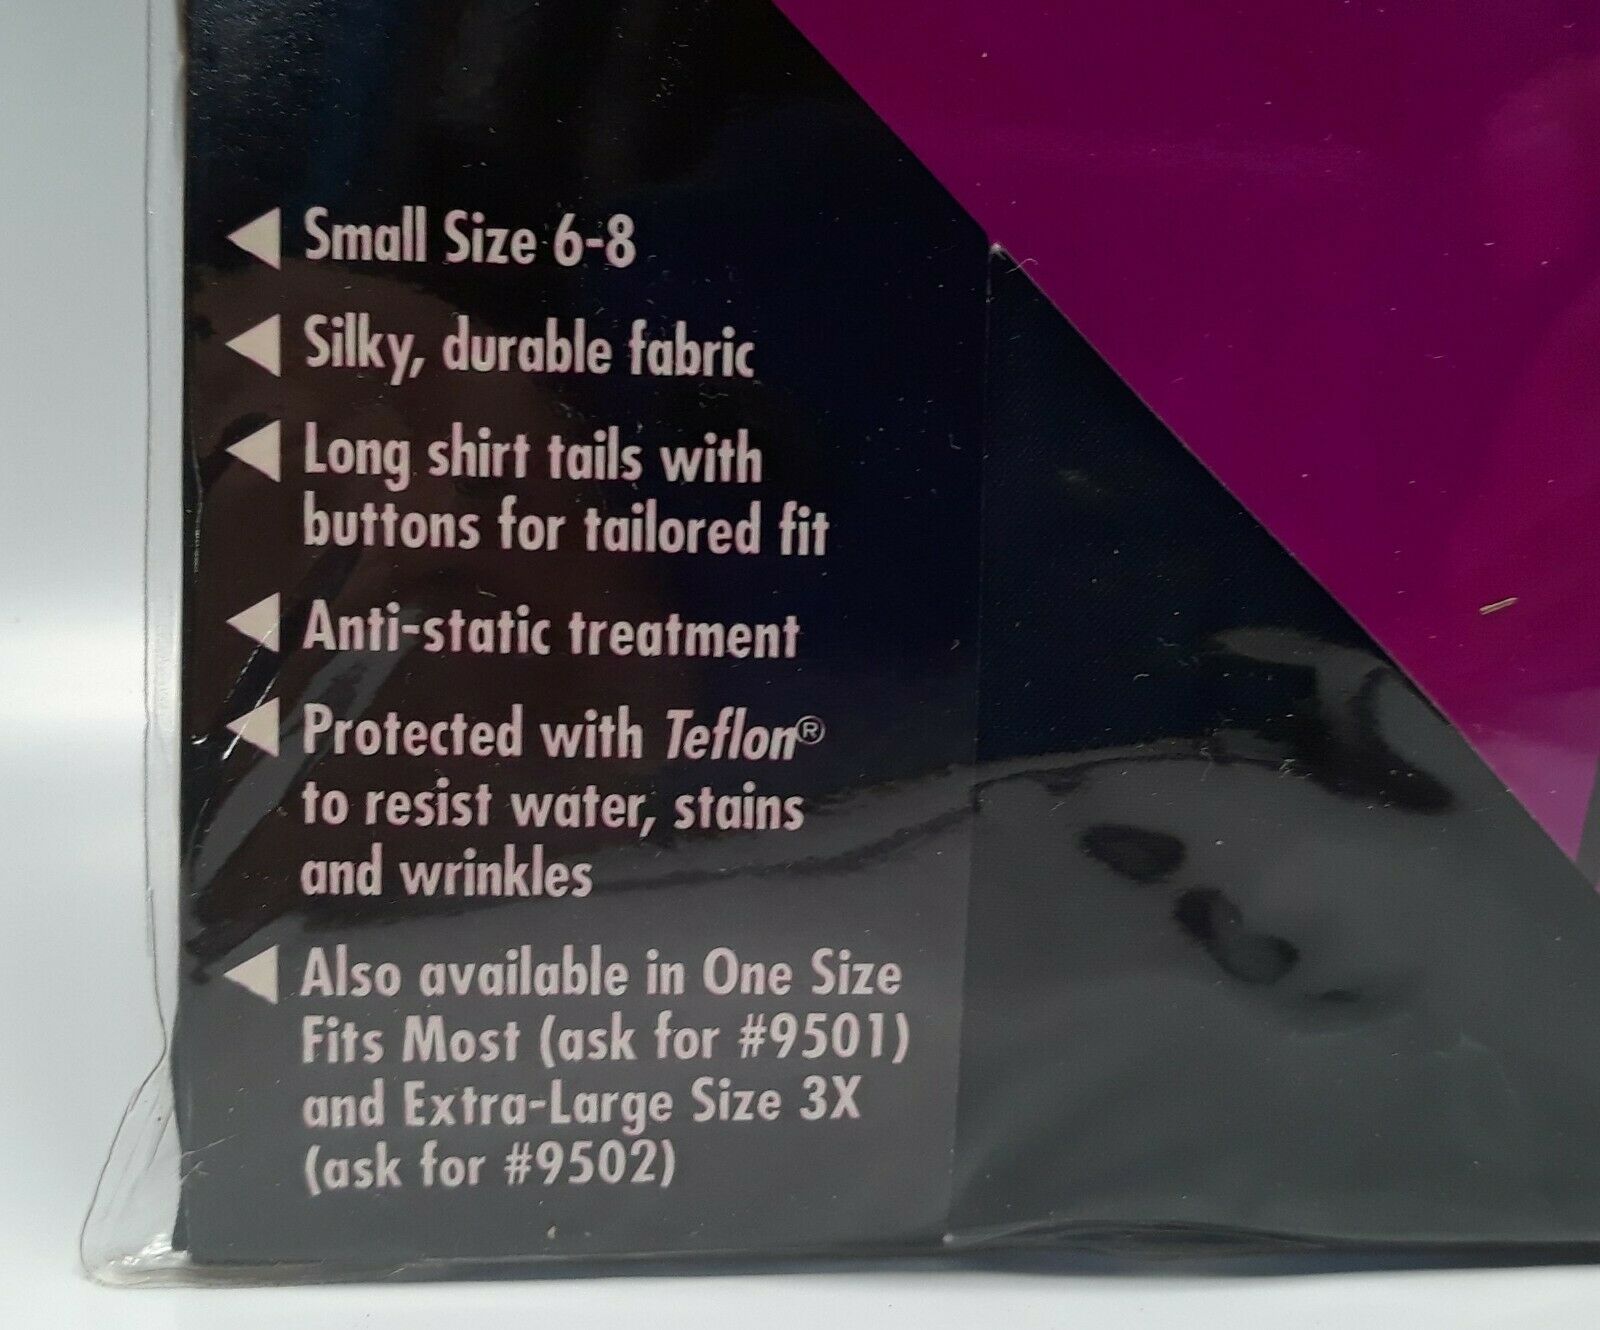 Small Size 6-8
Silky, durable fabric
Long shirt tails with
buttons for tailored fit
Anti-static treatment
Protected with Teflon®
to resist water, stains
and wrinkles
Also available in One Size
Fits Most (ask for #9501)
and Extra-Large Size 3X
(ask for #9502)